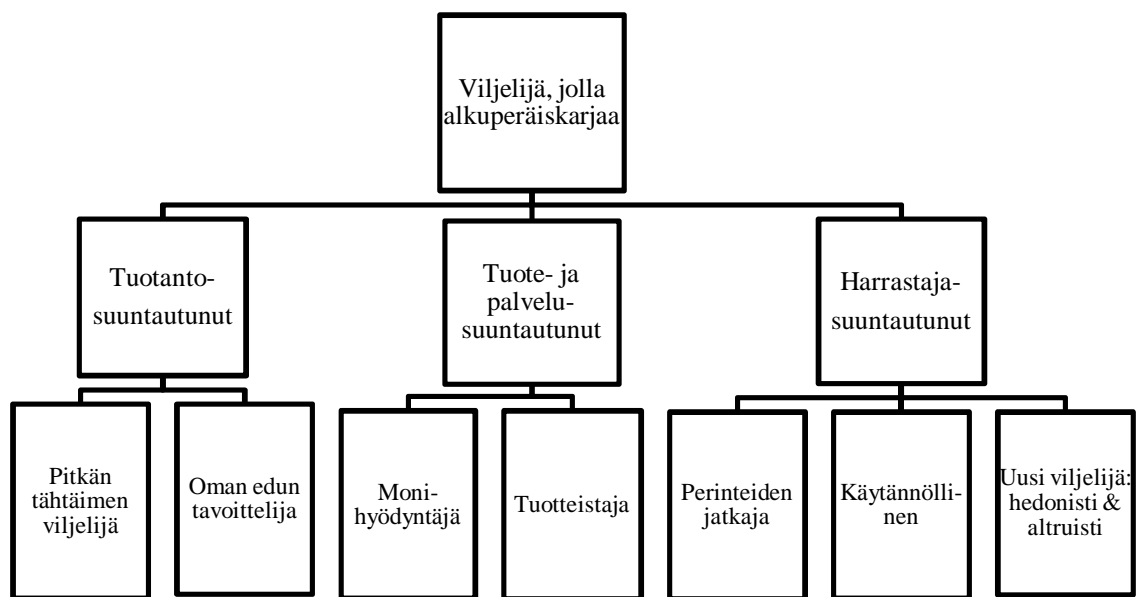 Viljelijä, jolla
alkuperäiskarjaa
Tuotanto-
suuntautunut
Tuote- ja
palvelu-
suuntautunut
Harrastaja-
suuntautunut
Pitkän
tähtäimen
viljelijä
Oman edun
tavoittelija
Moni-
hyödyntäjä
Tuotteistaja
Perinteiden
jatkaja
Käytännölli-
nen
Uusi viljelijä:
hedonisti &
altruisti